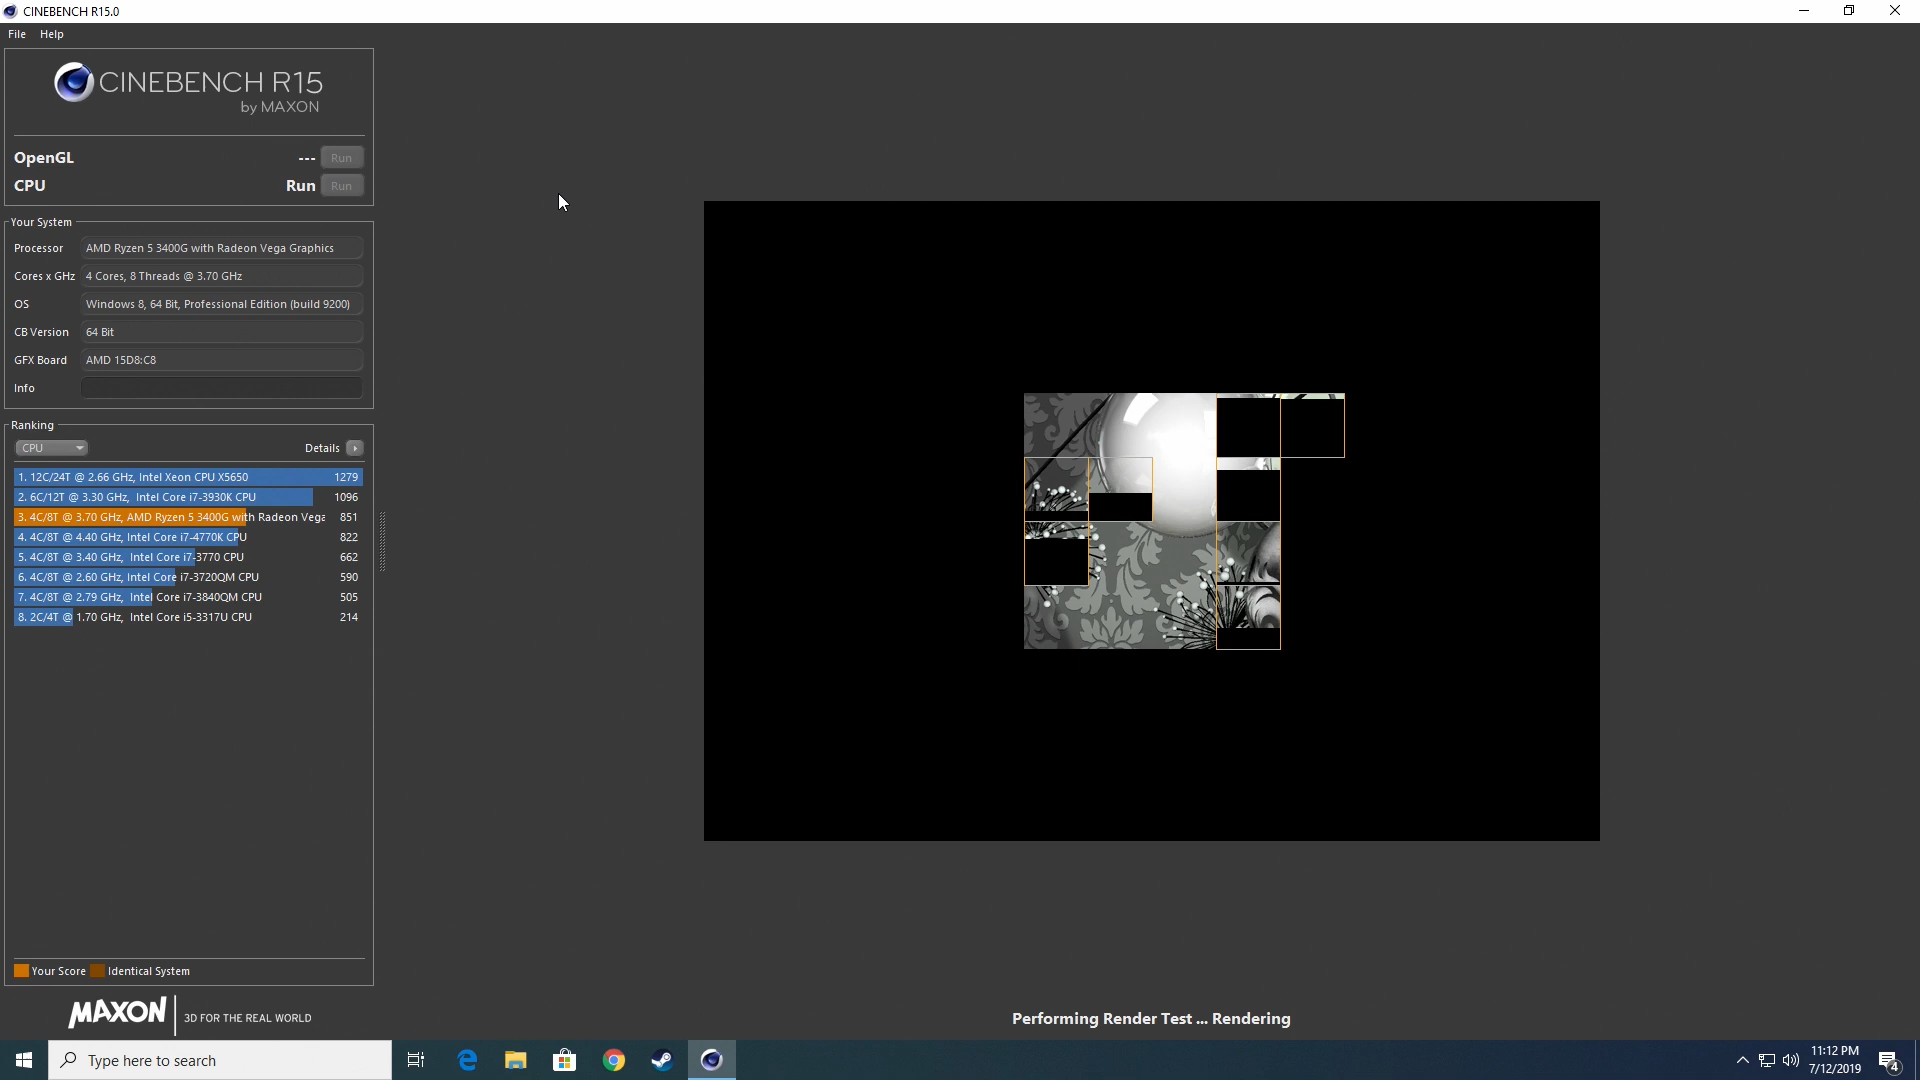 CINEBENCH R15.0
File Help
CINEBENCH R15
by MAXON
OpenGL --- Run
CPU Run Run
Your System
Processor AMD Ryzen 5 3400G with Radeon Vega Graphics
Cores x GHz 4 Cores, 8 Threads @ 3.70 GHz
OS Windows 8, 64 Bit, Professional Edition (build 9200)
CB Version 64 Bit
GFX Board AMD 15D8:C8
Info
Ranking
CPU Details
1. 12C/24T @ 2.66 GHz, Intel Xeon CPU X5650 1279
2. 6C/12T @ 3.30 GHz, Intel Core i7-3930K CPU 1096
3. 4C/8T @ 3.70 GHz, AMD Ryzen 5 3400G with Radeon Vega 851
4. 4C/8T @ 4.40 GHz, Intel Core i7-4770K CPU 822
5. 4C/8T @ 3.40 GHz, Intel Core i7-3770 CPU 662
6. 4C/8T @ 2.60 GHz, Intel Core i7-3720QM CPU 590
7. 4C/8T @ 2.79 GHz, Intel Core i7-3840QM CPU 505
8. 2C/4T @ 1.70 GHz, Intel Core i5-3317U CPU 214
Your Score Identical System
MAXON 3D FOR THE REAL WORLD
Performing Render Test ... Rendering
Type here to search
11:12 PM
7/12/2019
4